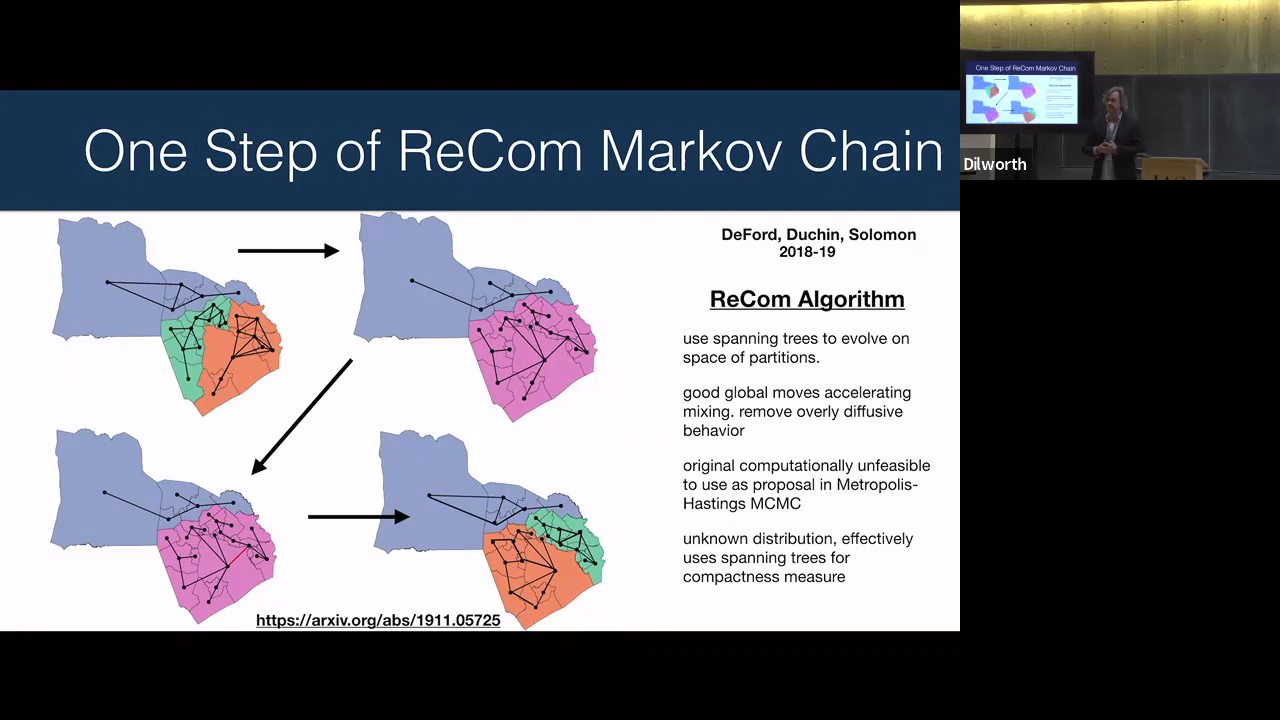 One Step of ReCom Markov Chain
DeFord, Duchin, Solomon
2018-19
ReCom Algorithm
use spanning trees to evolve on
space of partitions.
good global moves accelerating
mixing. remove overly diffusive
behavior
original computationally unfeasible
to use as proposal in Metropolis-
Hastings MCMC
unknown distribution, effectively
uses spanning trees for
compactness measure
https://arxiv.org/abs/1911.05725
One Step of ReCom Markov Chain
Dilworth